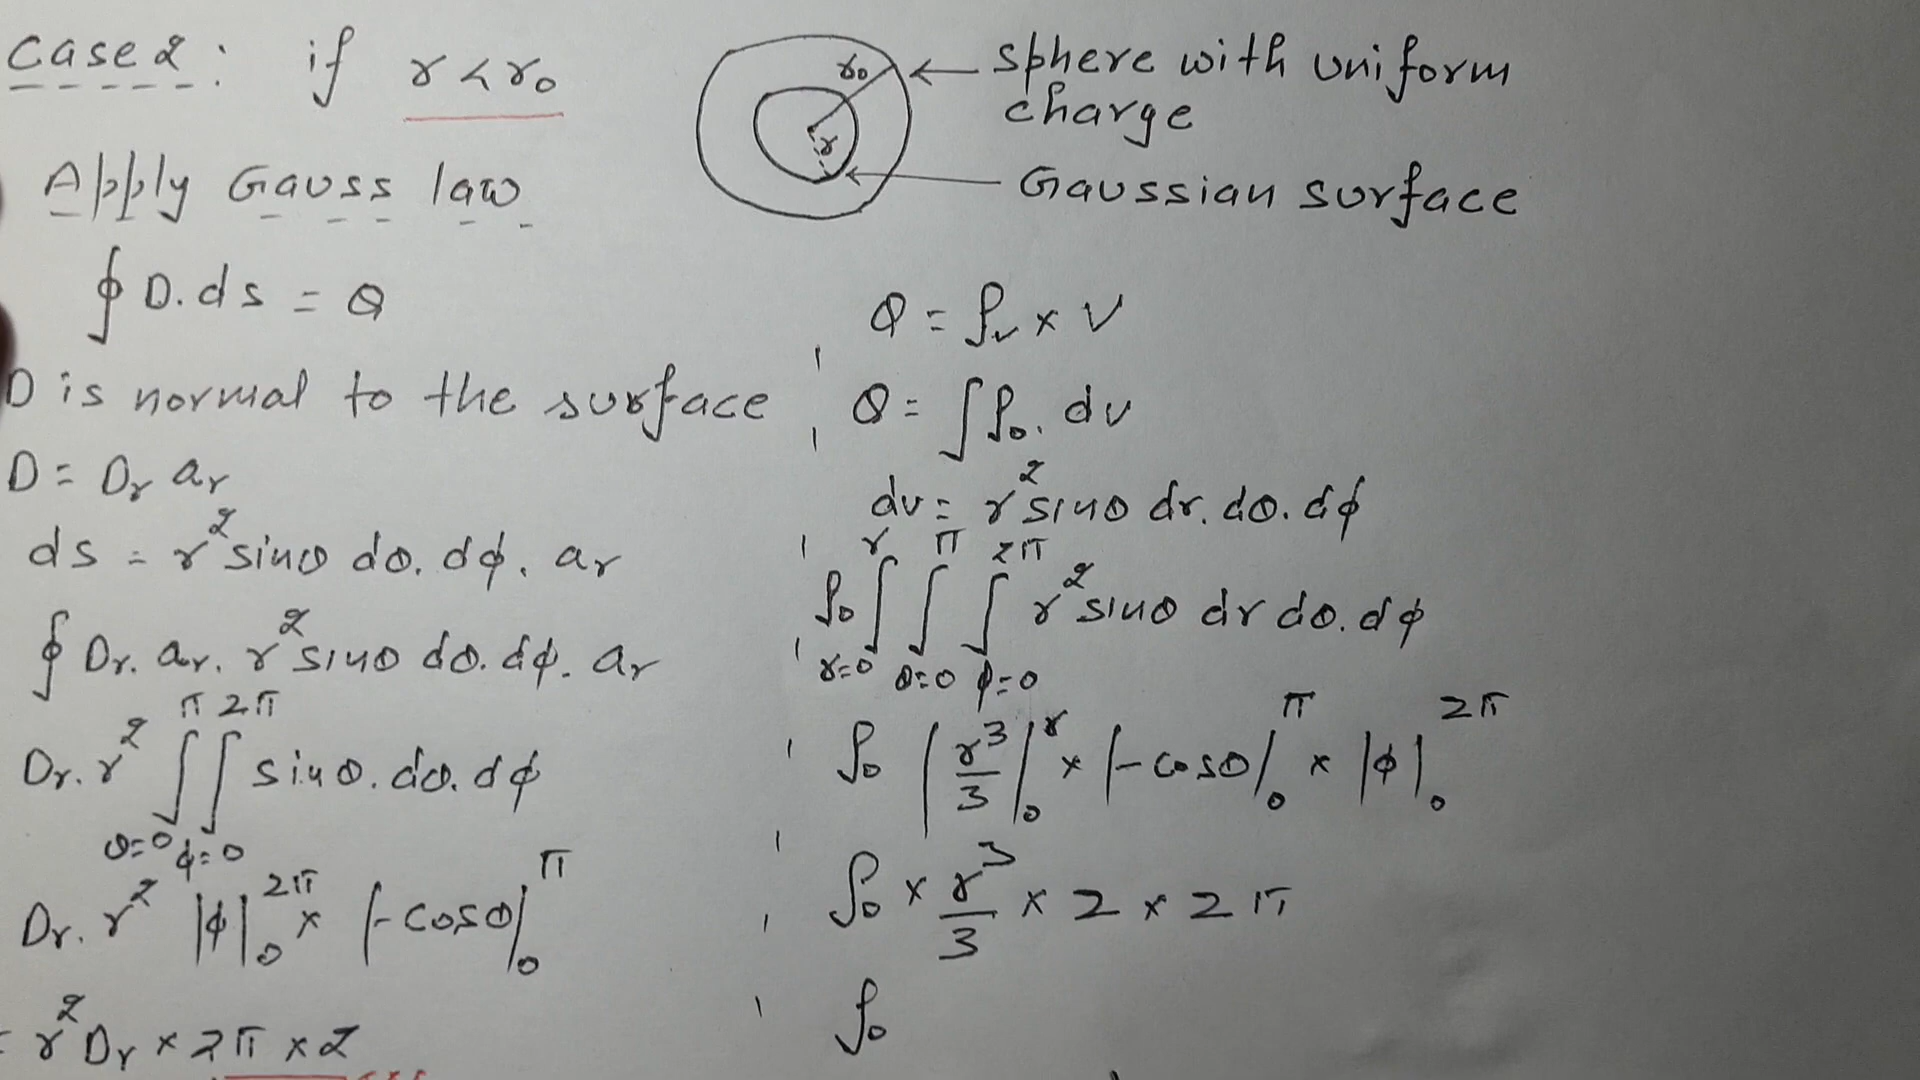 Case 2: if r < r₀
r₀
r
sphere with uniform
charge
Gaussian surface
Apply Gauss law
∮ D.ds = Q
D is normal to the surface
D = Dr ar
ds = r² sinθ dθ. dϕ. ar
∮ Dr. ar. r² sinθ dθ. dϕ. ar
Dr. r² ∫_{θ=0}^{π} ∫_{ϕ=0}^{2π} sinθ. dθ. dϕ
Dr. r² |ϕ|₀^{2π} × |-cosθ|₀^{π}
= r² Dr × 2π × 2
Q = ρv × V
Q = ∫ρ₀. dv
dv = r² sinθ dr. dθ. dϕ
ρ₀ ∫_{r=0}^{r} ∫_{θ=0}^{π} ∫_{ϕ=0}^{2π} r² sinθ dr dθ. dϕ
ρ₀ |r³/3|₀^{r} × |-cosθ|₀^{π} × |ϕ|₀^{2π}
ρ₀ × r³/3 × 2 × 2π
ρ₀